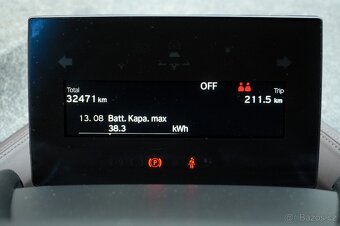 OFF
Total Trip
32471 km 211.5 km
13. 08 Batt. Kapa. max
38.3 kWh
(P)
© Bazos.cz